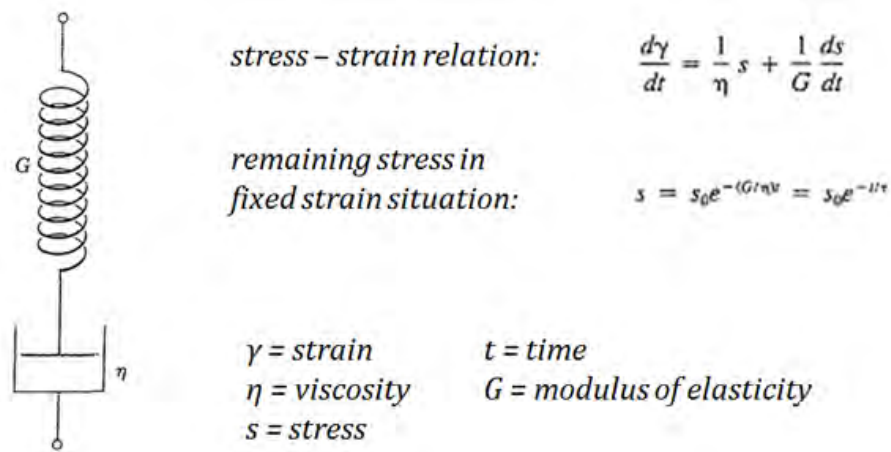 stress – strain relation:
dγ/dt = 1/η s + 1/G ds/dt
G
remaining stress in
fixed strain situation:
s = s₀e^-(G/η)t = s₀e^-t/τ
γ = strain t = time
η = viscosity G = modulus of elasticity
s = stress
η